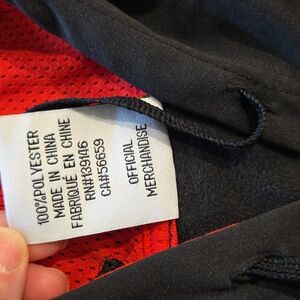 100%POLYESTER
MADE IN CHINA
FABRIQUÉ EN CHINE
RN#139146
CA#56659
OFFICIAL
MERCHANDISE